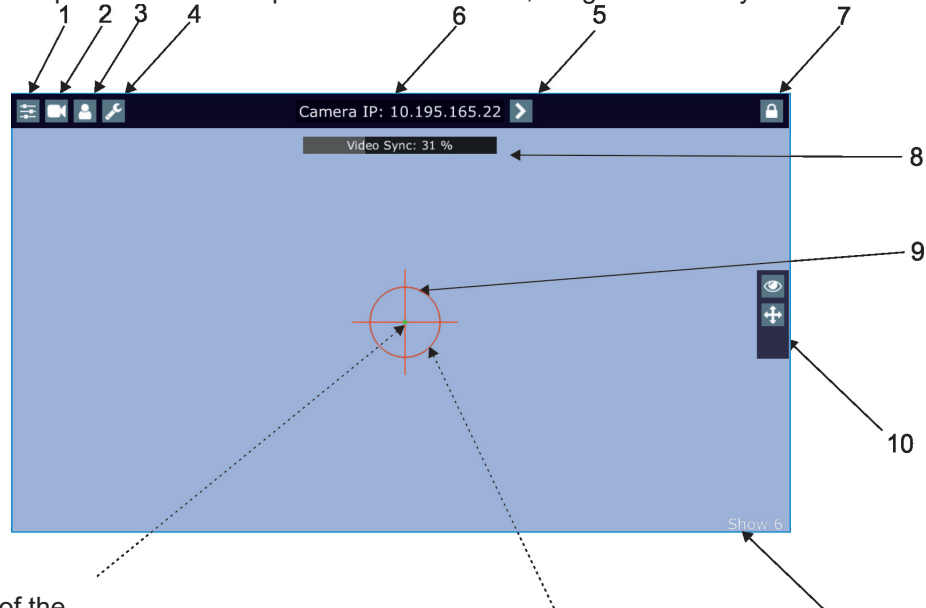 1 2 3 4 6 5 7
Camera IP: 10.195.165.22
Video Sync: 31 %
8
9
10
Show 6
of the